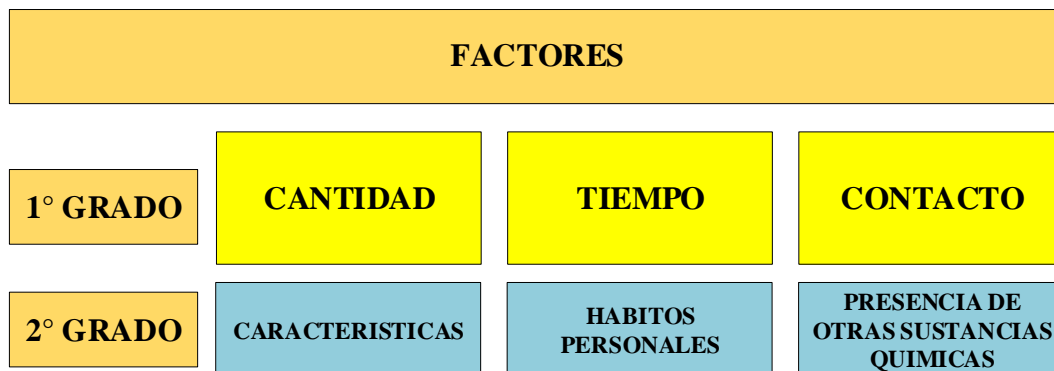 FACTORES
1° GRADO
CANTIDAD
TIEMPO
CONTACTO
2° GRADO
CARACTERISTICAS
HABITOS
PERSONALES
PRESENCIA DE
OTRAS SUSTANCIAS
QUIMICAS